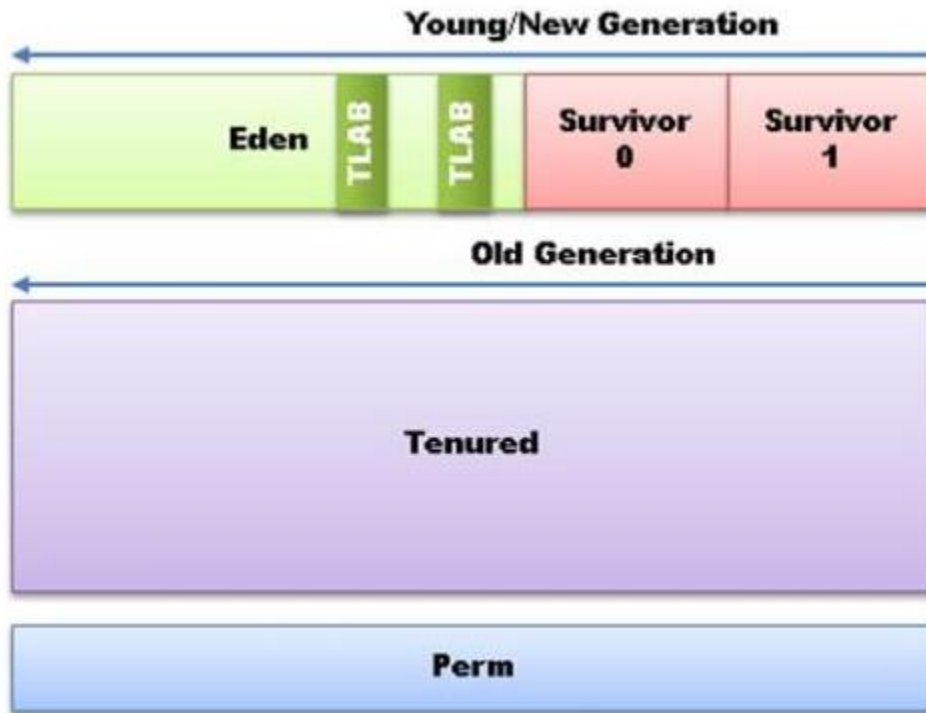 Young/New Generation
Eden
TLAB
TLAB
Survivor
0
Survivor
1
Old Generation
Tenured
Perm